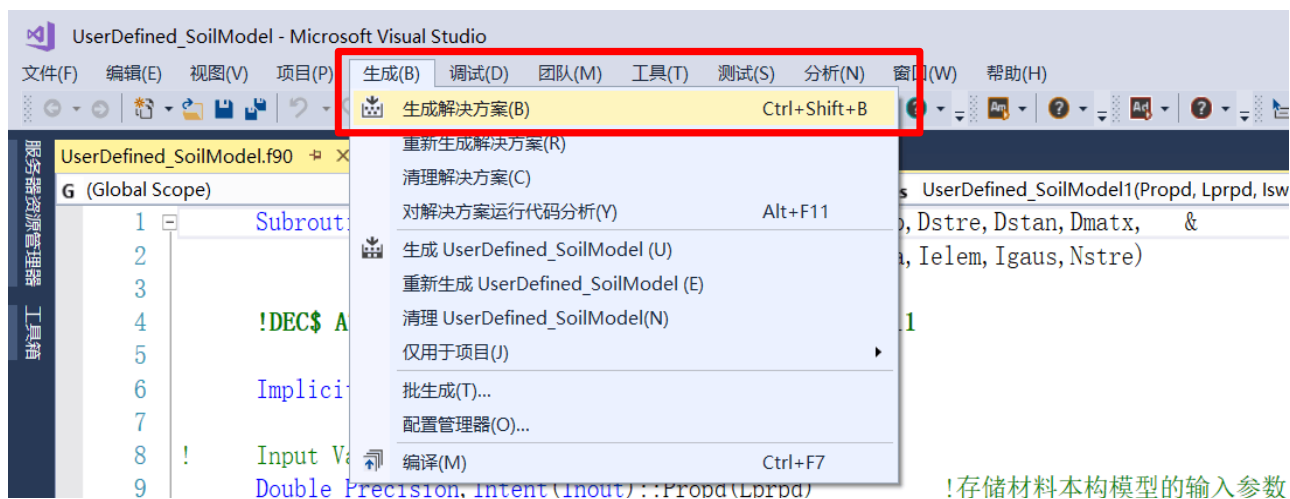 UserDefined_SoilModel - Microsoft Visual Studio
文件(F) 编辑(E) 视图(V) 项目(P) 生成(B) 调试(D) 团队(M) 工具(T) 测试(S) 分析(N) 窗口(W) 帮助(H)
生成解决方案(B) Ctrl+Shift+B
重新生成解决方案(R)
清理解决方案(C)
对解决方案运行代码分析(Y) Alt+F11
生成 UserDefined_SoilModel (U)
重新生成 UserDefined_SoilModel (E)
清理 UserDefined_SoilModel(N)
仅用于项目(J)
批生成(T)...
配置管理器(O)...
编译(M) Ctrl+F7
服务器资源管理器
工具箱
UserDefined_SoilModel.f90
(Global Scope) UserDefined_SoilModel1(Propd, Lprpd, Isw
1 Subrout ,Dstre,Dstan,Dmatx, &
2 ,Ielem,Igaus,Nstre)
3
4 !DEC$ A 1
5
6 Implici
7
8 ! Input Va
9 Double Precision,Intent(Inout)::Propd(Lprpd) !存储材料本构模型的输入参数